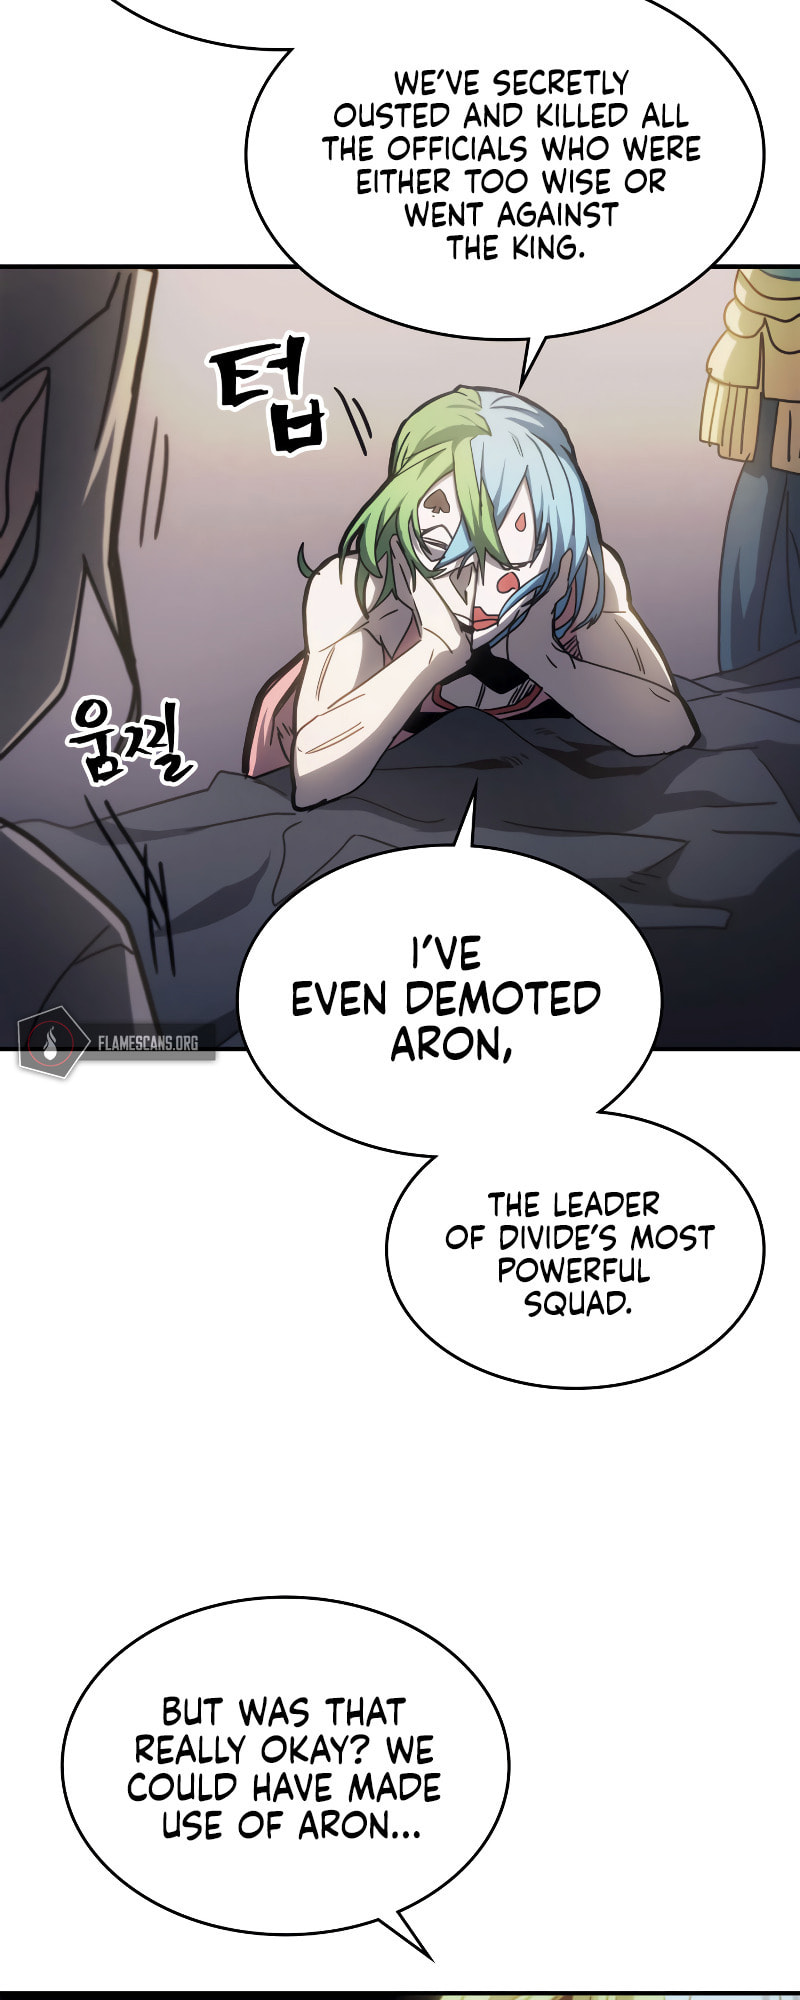 WE'VE SECRETLY
OUSTED AND KILLED ALL
THE OFFICIALS WHO WERE
EITHER TOO WISE OR
WENT AGAINST
THE KING.
텁
움찔
I'VE
EVEN DEMOTED
ARON,
FLAMESCANS.ORG
THE LEADER
OF DIVIDE'S MOST
POWERFUL
SQUAD.
BUT WAS THAT
REALLY OKAY? WE
COULD HAVE MADE
USE OF ARON...